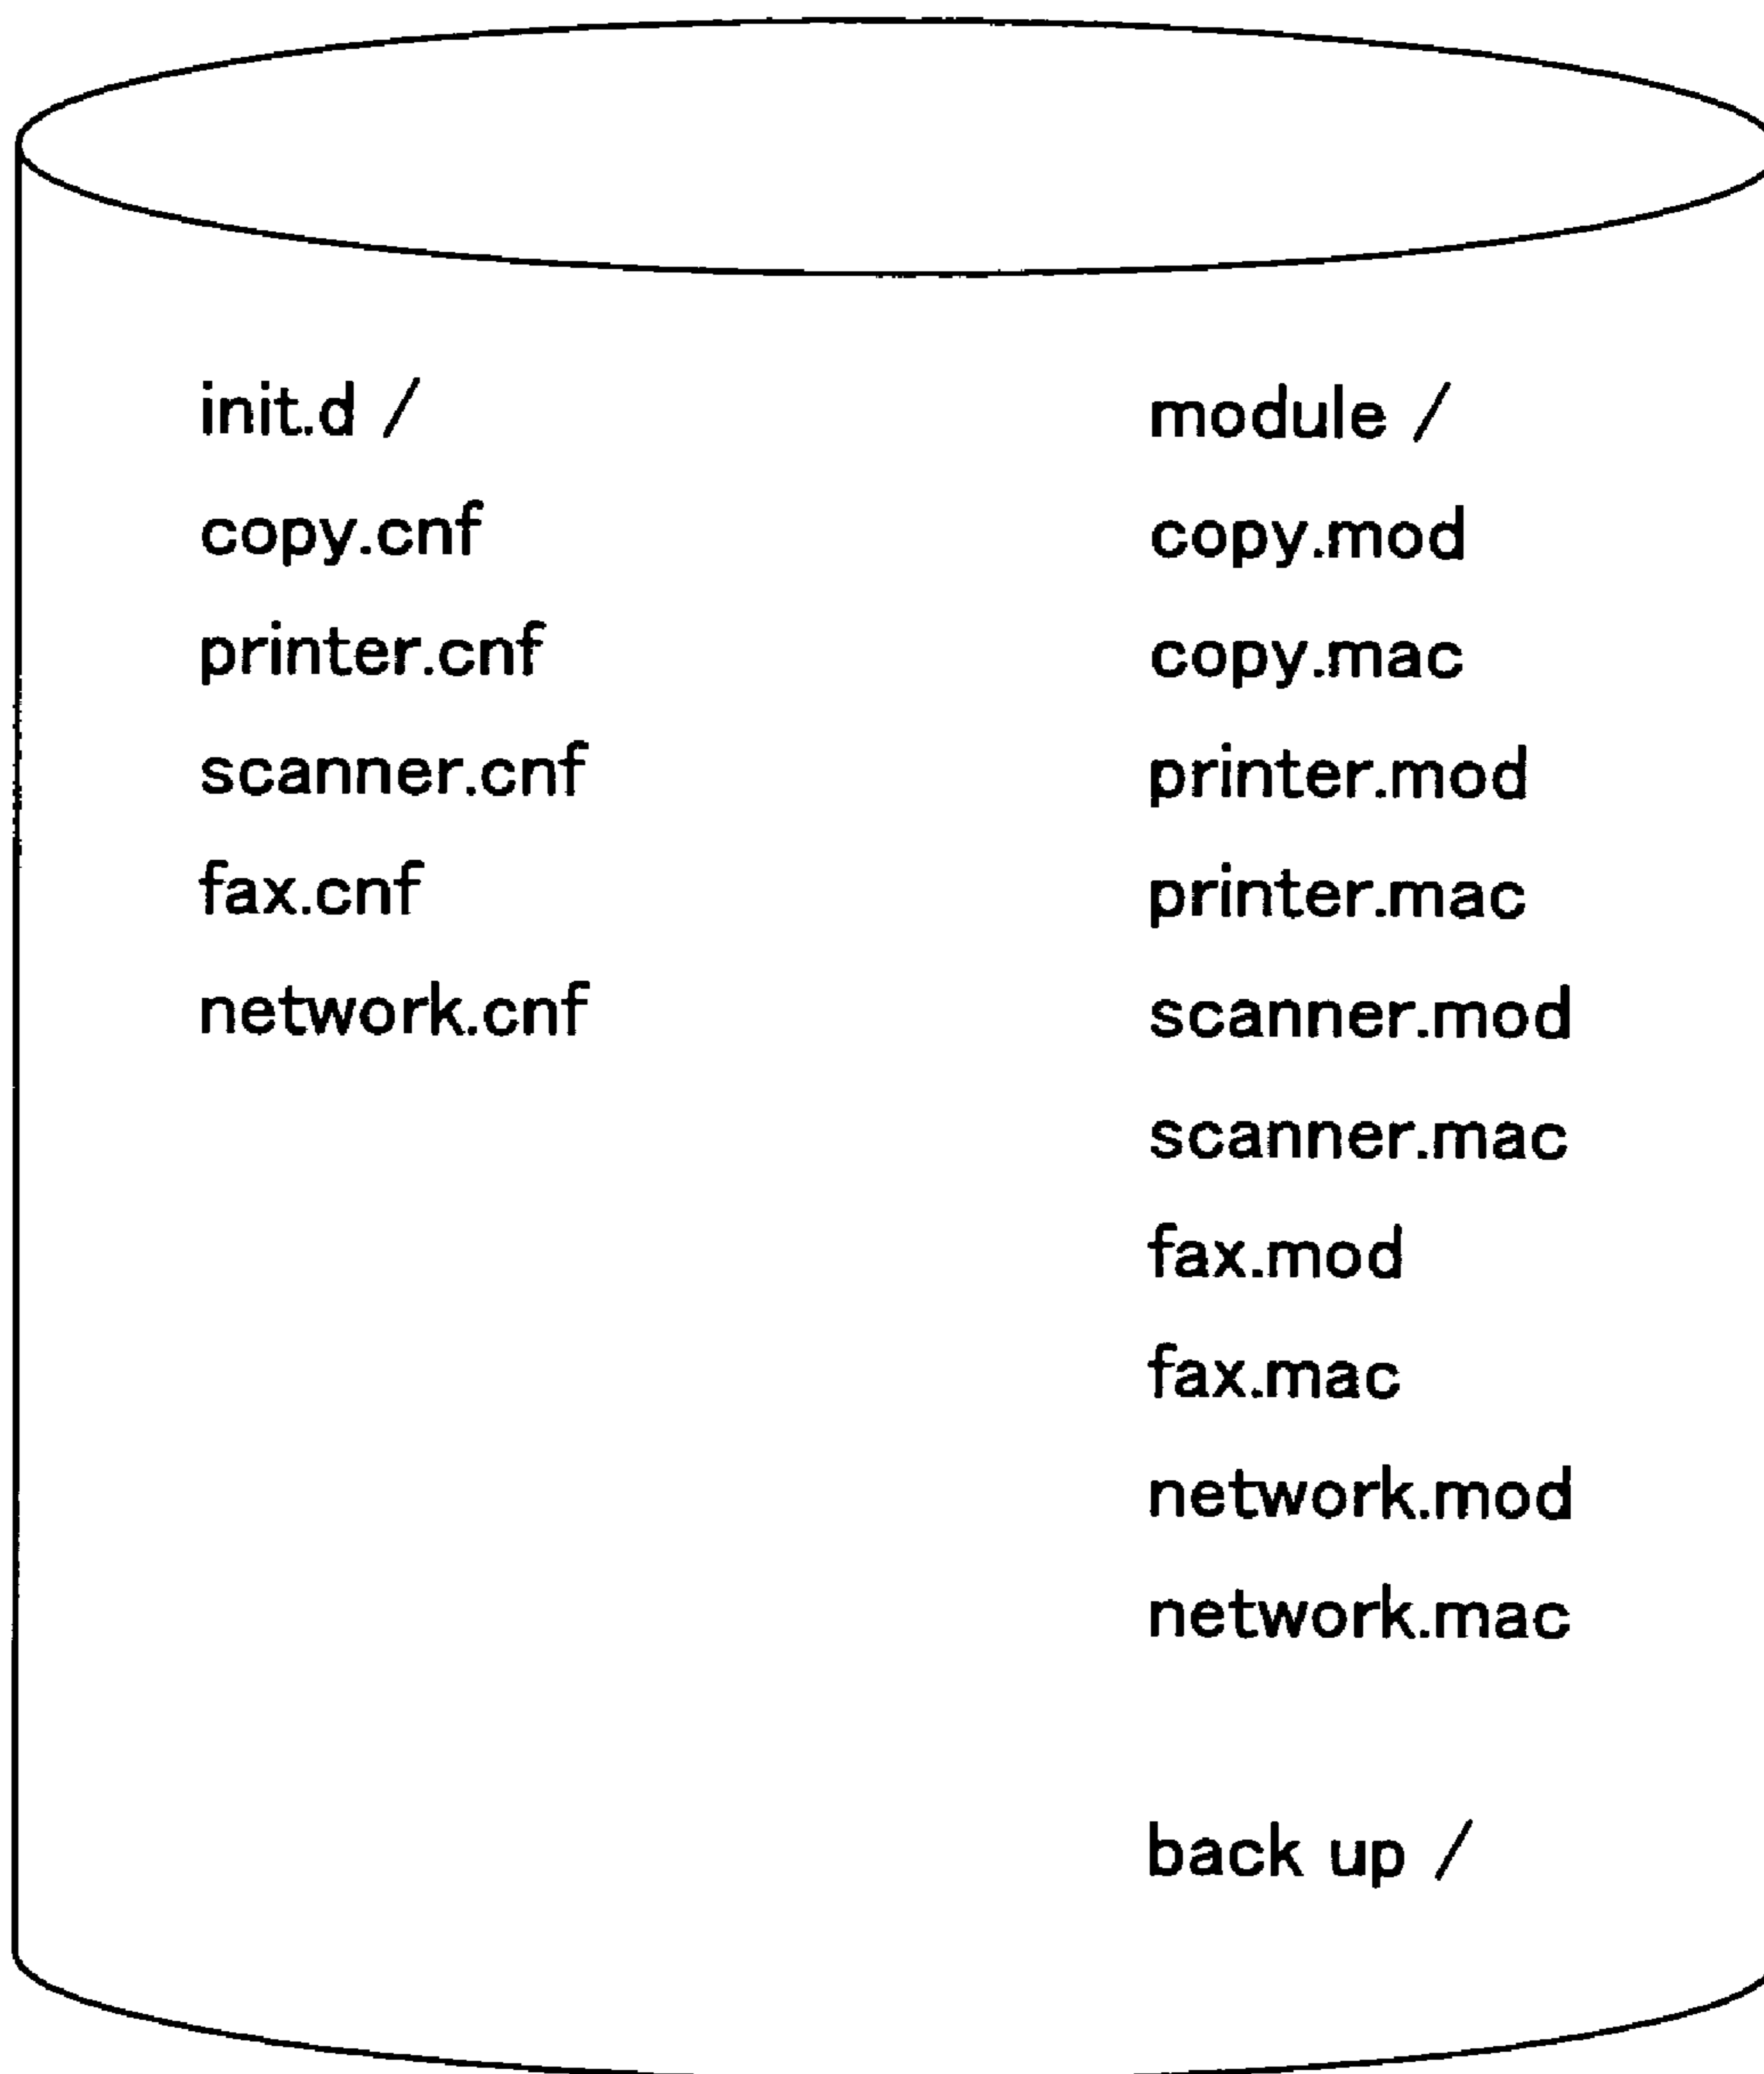 init.d /
copy.cnf
printer.cnf
scanner.cnf
fax.cnf
network.cnf
module /
copy.mod
copy.mac
printer.mod
printer.mac
scanner.mod
scanner.mac
fax.mod
fax.mac
network.mod
network.mac
back up /